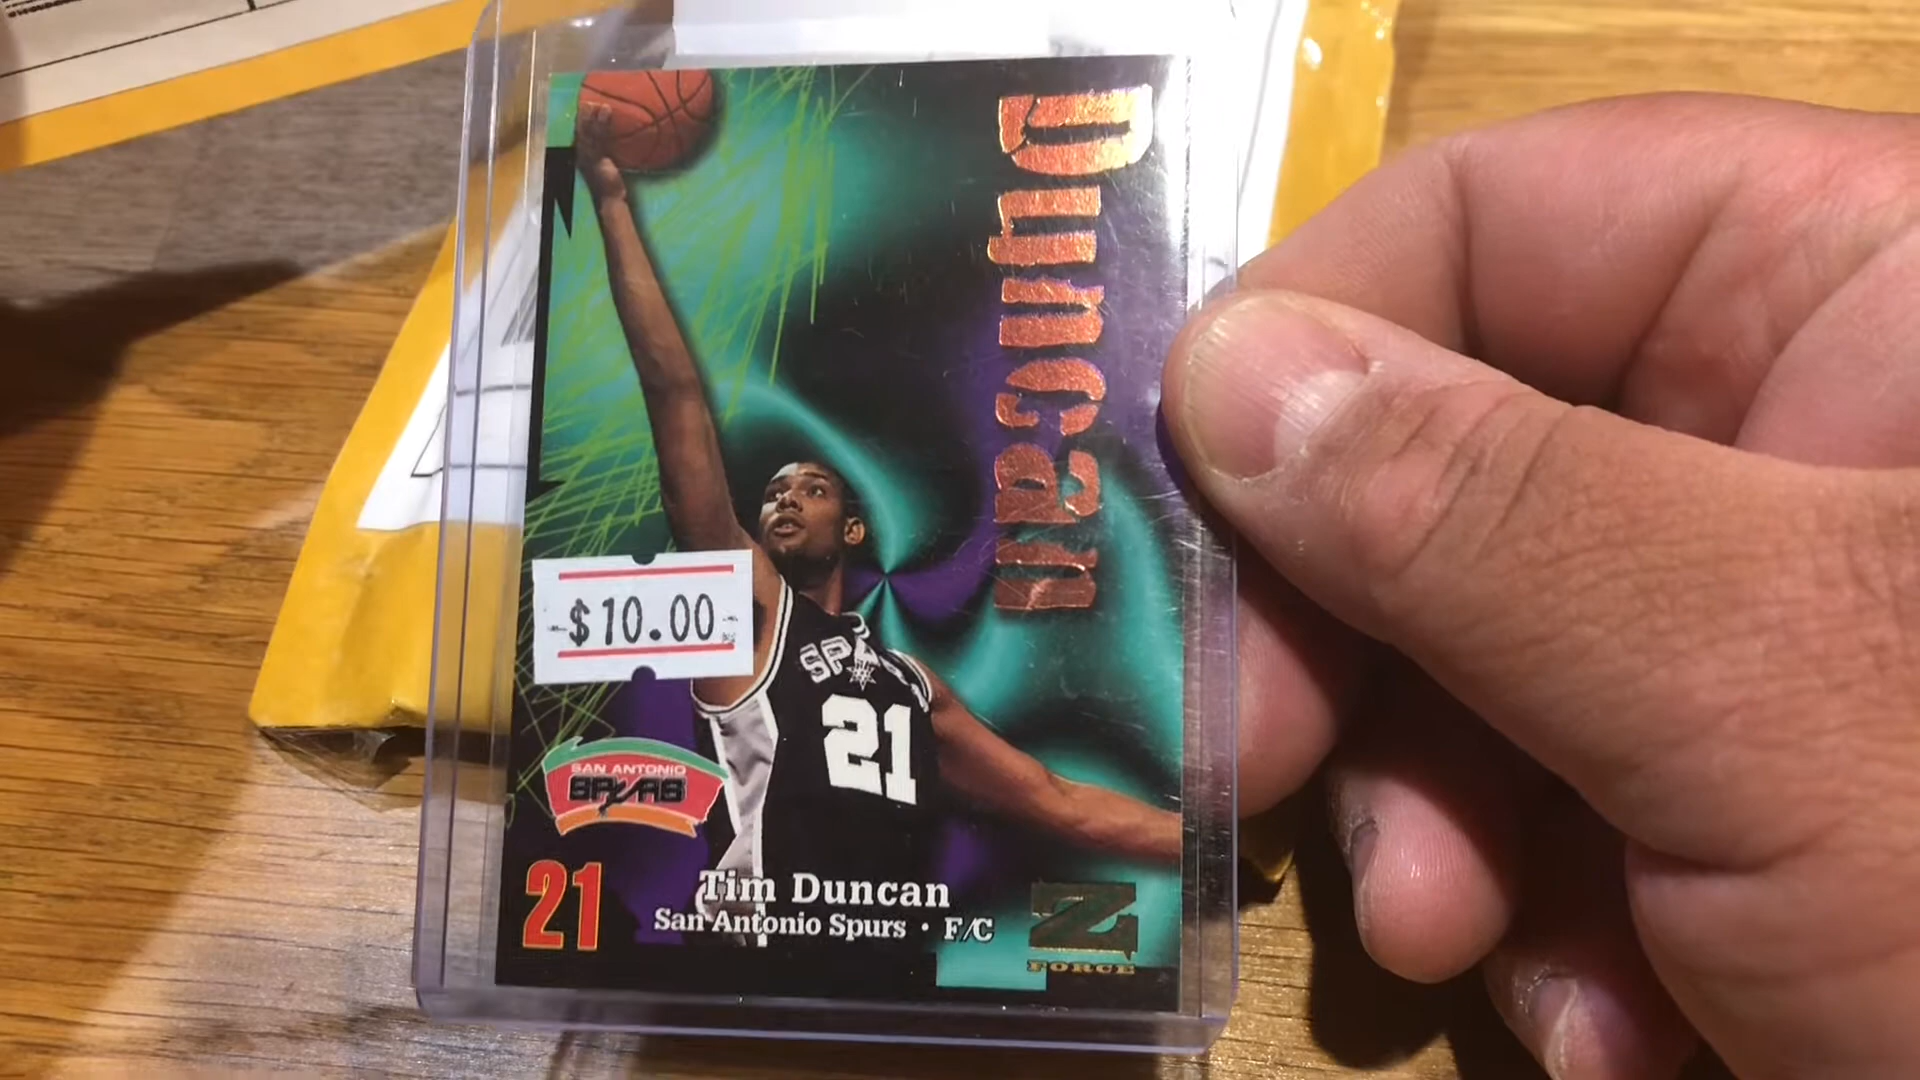 Duncan
$10.00
SPURS
21
SAN ANTONIO
SPURS
21
Tim Duncan
San Antonio Spurs • F/C
Z
FORCE